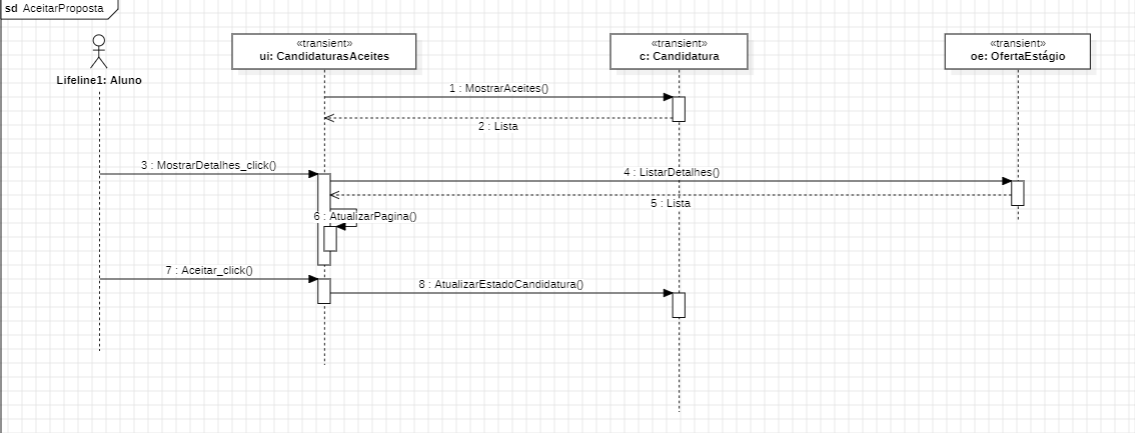 sd AceitarProposta
«transient»
ui: CandidaturasAceites
«transient»
c: Candidatura
«transient»
oe: OfertaEstágio
Lifeline1: Aluno
1 : MostrarAceites()
2 : Lista
3 : MostrarDetalhes_click()
4 : ListarDetalhes()
5 : Lista
6 : AtualizarPagina()
7 : Aceitar_click()
8 : AtualizarEstadoCandidatura()